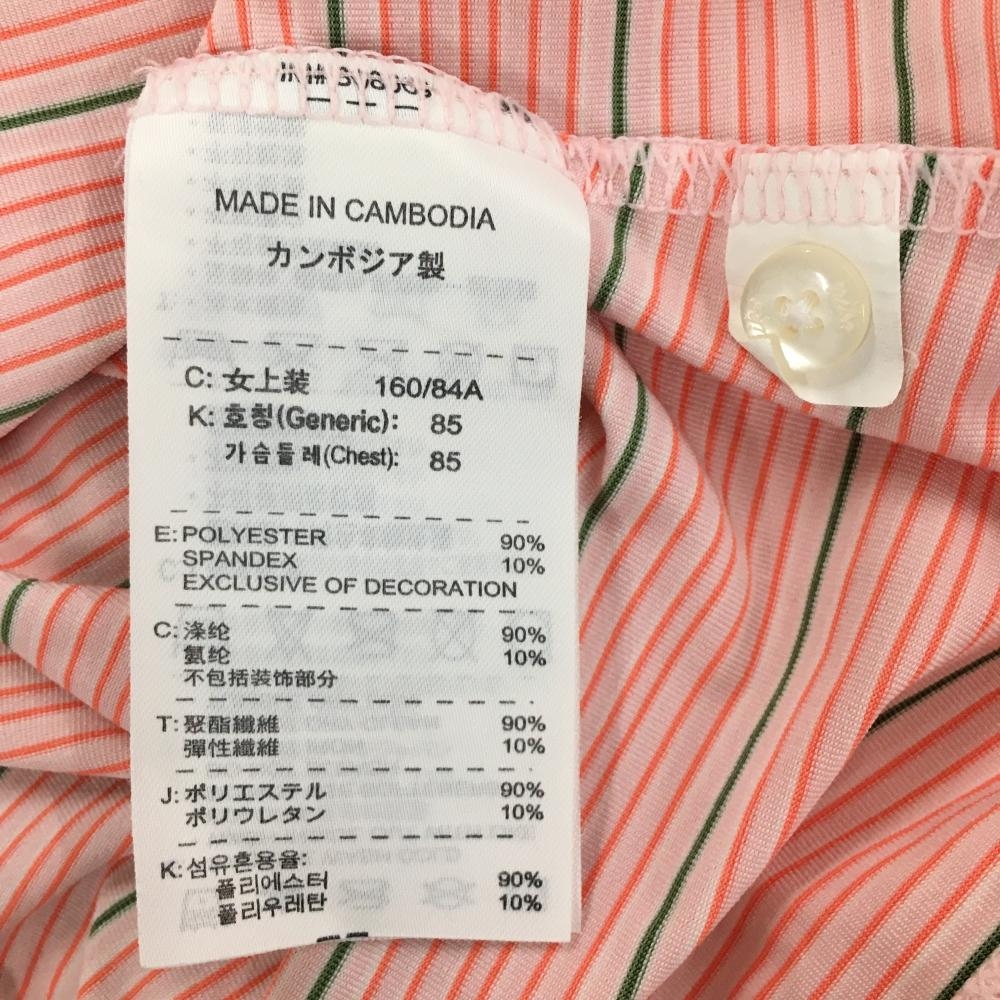 MADE IN CAMBODIA
カンボジア製
C: 女上装 160/84A
K: 호칭(Generic): 85
가슴둘레(Chest): 85
E: POLYESTER 90%
SPANDEX 10%
EXCLUSIVE OF DECORATION
C: 涤纶 90%
氨纶 10%
不包括装饰部分
T: 聚酯纖維 90%
彈性纖維 10%
J: ポリエステル 90%
ポリウレタン 10%
K: 섬유혼용율:
폴리에스터 90%
폴리우레탄 10%